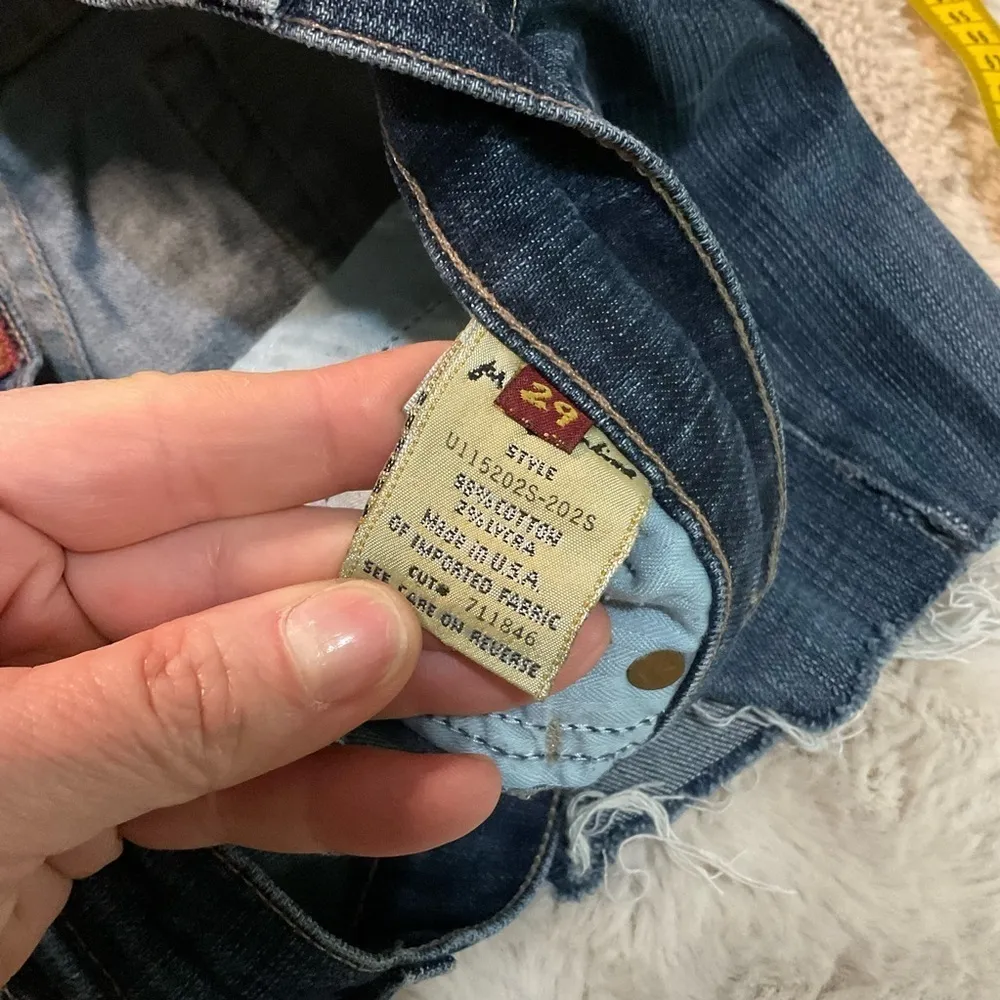 29
STYLE
U115202S-202S
98%COTTON
2%LYCRA
MADE IN U.S.A.
OF IMPORTED FABRIC
CUT# 711846
SEE CARE ON REVERSE